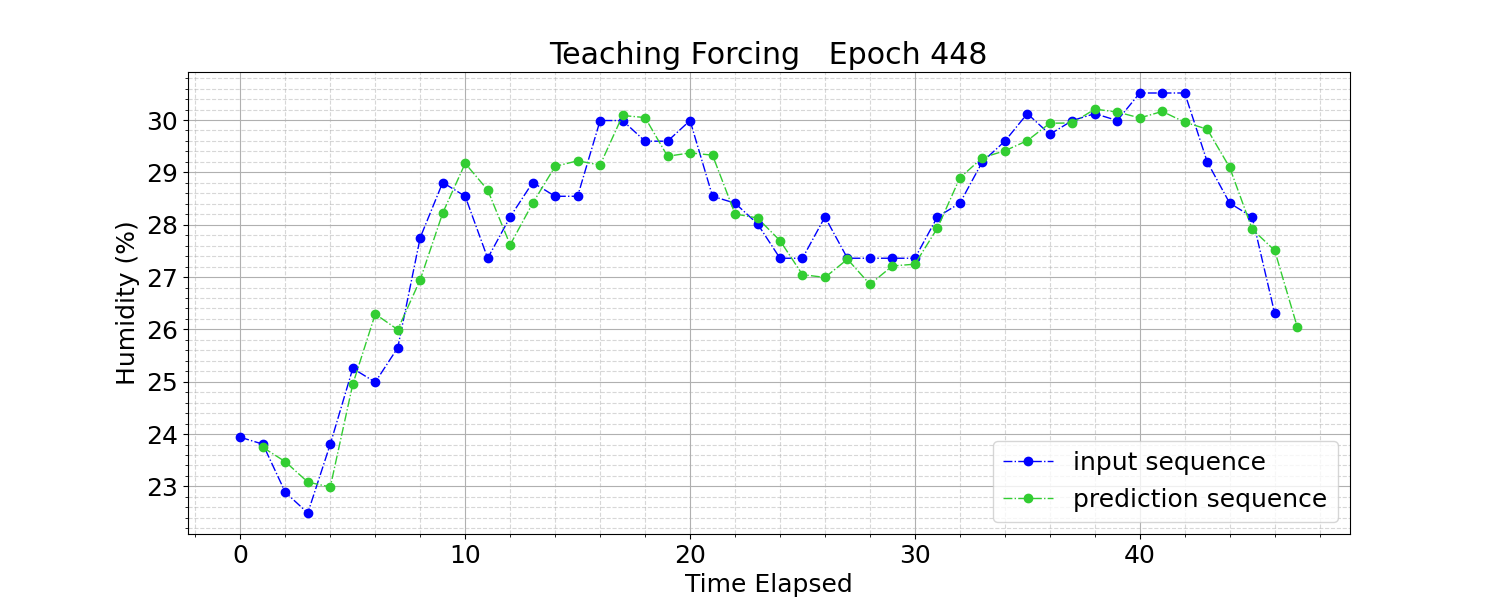 Teaching Forcing   Epoch 448
Humidity (%)
30
29
28
27
26
25
24
23
0 10 20 30 40
Time Elapsed
input sequence
prediction sequence